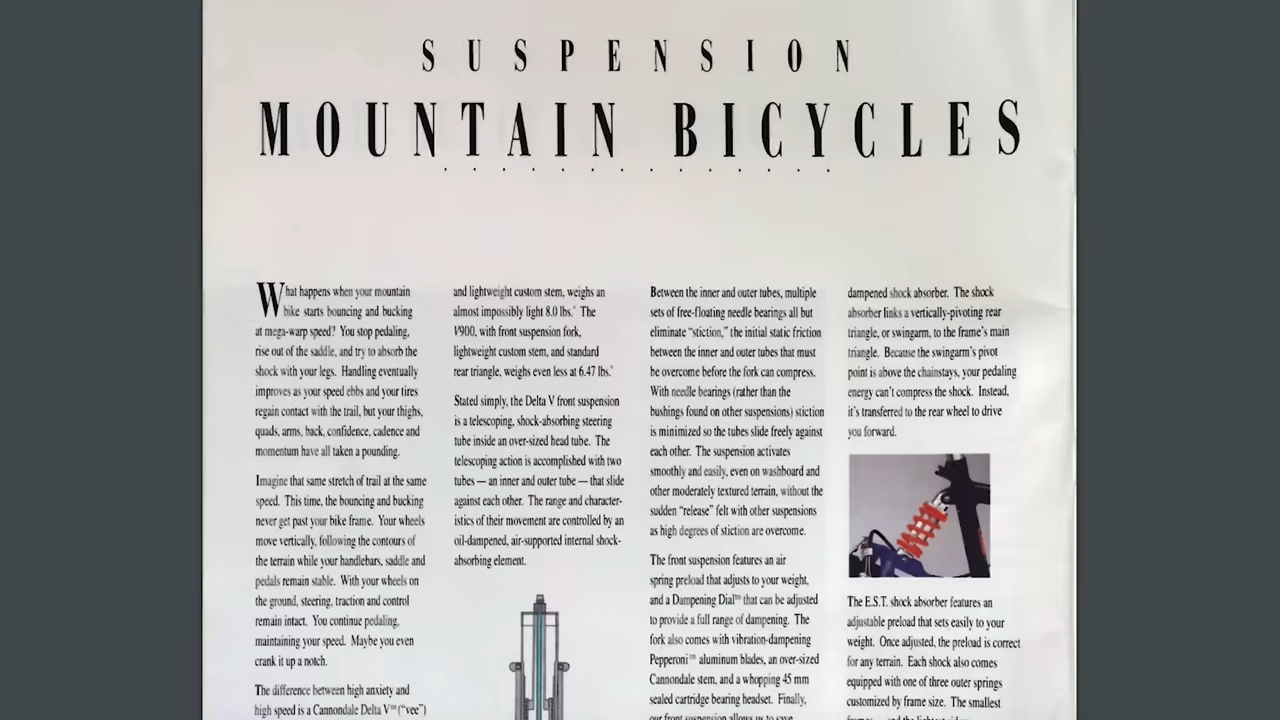 SUSPENSION
MOUNTAIN BICYCLES
What happens when your mountain
bike starts bouncing and bucking
at mega-warp speed? You stop pedaling,
rise out of the saddle, and try to absorb the
shock with your legs. Handling eventually
improves as your speed ebbs and your tires
regain contact with the trail, but your thighs,
quads, arms, back, confidence, cadence and
momentum have all taken a pounding.
Imagine that same stretch of trail at the same
speed. This time, the bouncing and bucking
never get past your bike frame. Your wheels
move vertically, following the contours of
the terrain while your handlebars, saddle and
pedals remain stable. With your wheels on
the ground, steering, traction and control
remain intact. You continue pedaling,
maintaining your speed. Maybe you even
crank it up a notch.
The difference between high anxiety and
high speed is a Cannondale Delta V™ ("vee")
and lightweight custom stem, weighs an
almost impossibly light 8.0 lbs.* The
V900, with front suspension fork,
lightweight custom stem, and standard
rear triangle, weighs even less at 6.47 lbs.*
Stated simply, the Delta V front suspension
is a telescoping, shock-absorbing steering
tube inside an over-sized head tube. The
telescoping action is accomplished with two
tubes — an inner and outer tube — that slide
against each other. The range and character-
istics of their movement are controlled by an
oil-dampened, air-supported internal shock-
absorbing element.
Between the inner and outer tubes, multiple
sets of free-floating needle bearings all but
eliminate "stiction," the initial static friction
between the inner and outer tubes that must
be overcome before the fork can compress.
With needle bearings (rather than the
bushings found on other suspensions) stiction
is minimized so the tubes slide freely against
each other. The suspension activates
smoothly and easily, even on washboard and
other moderately textured terrain, without the
sudden "release" felt with other suspensions
as high degrees of stiction are overcome.
The front suspension features an air
spring preload that adjusts to your weight,
and a Dampening Dial™ that can be adjusted
to provide a full range of dampening. The
fork also comes with vibration-dampening
Pepperoni™ aluminum blades, an over-sized
Cannondale stem, and a whopping 45 mm
sealed cartridge bearing headset. Finally,
our front suspension allows us to save
dampened shock absorber. The shock
absorber links a vertically-pivoting rear
triangle, or swingarm, to the frame's main
triangle. Because the swingarm's pivot
point is above the chainstays, your pedaling
energy can't compress the shock. Instead,
it's transferred to the rear wheel to drive
you forward.
The E.S.T. shock absorber features an
adjustable preload that sets easily to your
weight. Once adjusted, the preload is correct
for any terrain. Each shock also comes
equipped with one of three outer springs
customized by frame size. The smallest